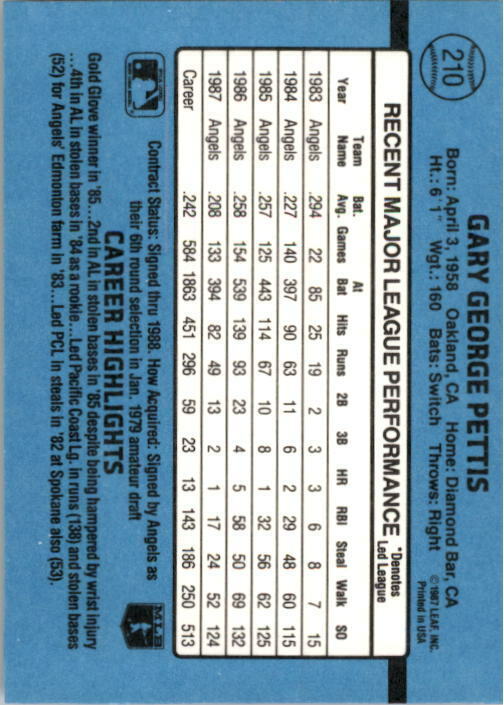 210
GARY GEORGE PETTIS
Born: April 3, 1958 Oakland, CA Home: Diamond Bar, CA
Ht.: 6' 1" Wgt.: 160 Bats: Switch Throws: Right
© 1987 LEAF, INC.
Printed in USA
RECENT MAJOR LEAGUE PERFORMANCE *Denotes Led League
Year Team Name Bat. Avg. Games At Bat Hits Runs 2B 3B HR RBI Steal Walk SO
1983 Angels .294 22 85 25 19 2 3 3 6 8 7 15
1984 Angels .227 140 397 90 63 11 6 2 29 48 60 115
1985 Angels .257 125 443 114 67 10 8 1 32 56 62 125
1986 Angels .258 154 539 139 93 23 4 5 58 50 69 132
1987 Angels .208 133 394 82 49 13 2 1 17 24 52 124
Career .242 584 1863 451 296 59 23 13 143 186 250 513
Contract Status: Signed thru 1988. How Acquired: Signed by Angels as
their 6th round selection in Jan. 1979 amateur draft
CAREER HIGHLIGHTS
MLB
Gold Glove winner in '85...2nd in AL in stolen bases in '85 despite being hampered by wrist injury
...4th in AL in stolen bases in '84 as a rookie...Led Pacific Coast Lg. in runs (138) and stolen bases
(52) for Angels' Edmonton farm in '83...Led PCL in steals in '82 at Spokane also (53).